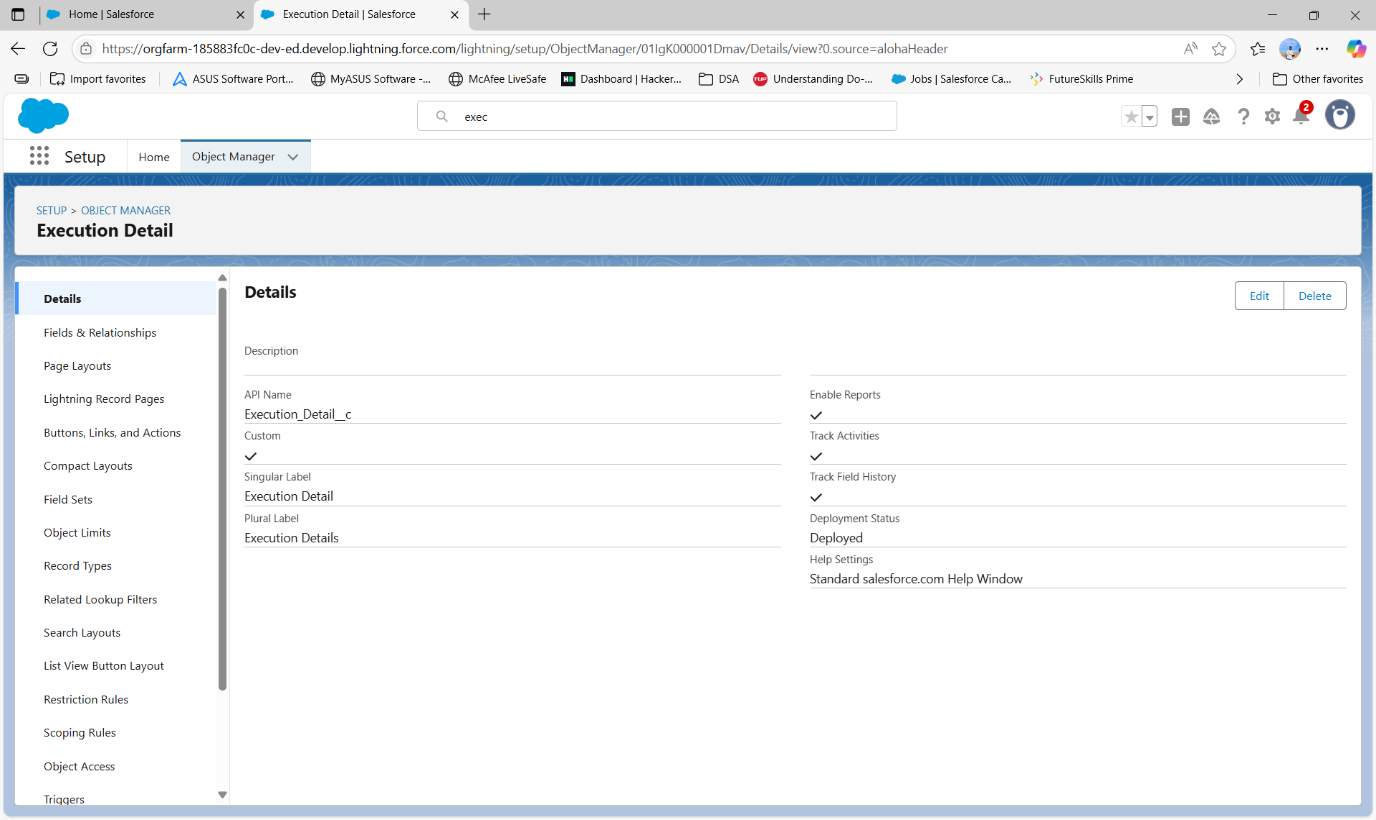 Home | Salesforce
Execution Detail | Salesforce
https://orgfarm-185883fc0c-dev-ed.develop.lightning.force.com/lightning/setup/ObjectManager/01IgK000001Dmav/Details/view?0.source=alohaHeader
Import favorites
ASUS Software Port...
MyASUS Software -...
McAfee LiveSafe
Dashboard | Hacker...
DSA
Understanding Do-...
Jobs | Salesforce Ca...
FutureSkills Prime
Other favorites
exec
2
Setup
Home
Object Manager
SETUP > OBJECT MANAGER
Execution Detail
Details
Fields & Relationships
Page Layouts
Lightning Record Pages
Buttons, Links, and Actions
Compact Layouts
Field Sets
Object Limits
Record Types
Related Lookup Filters
Search Layouts
List View Button Layout
Restriction Rules
Scoping Rules
Object Access
Triggers
Details
Edit
Delete
Description
API Name
Execution_Detail__c
Custom
Singular Label
Execution Detail
Plural Label
Execution Details
Enable Reports
Track Activities
Track Field History
Deployment Status
Deployed
Help Settings
Standard salesforce.com Help Window